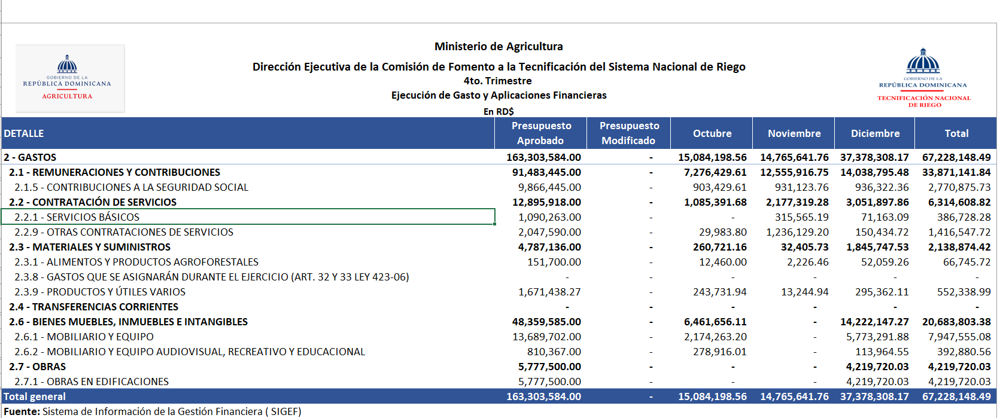 Ministerio de Agricultura
Dirección Ejecutiva de la Comisión de Fomento a la Tecnificación del Sistema Nacional de Riego
4to. Trimestre
Ejecución de Gasto y Aplicaciones Financieras
En RD$
GOBIERNO DE LA
REPÚBLICA DOMINICANA
AGRICULTURA
GOBIERNO DE LA
REPÚBLICA DOMINICANA
TECNIFICACIÓN NACIONAL
DE RIEGO
DETALLE Presupuesto Aprobado Presupuesto Modificado Octubre Noviembre Diciembre Total
2 - GASTOS 163,303,584.00 - 15,084,198.56 14,765,641.76 37,378,308.17 67,228,148.49
2.1 - REMUNERACIONES Y CONTRIBUCIONES 91,483,445.00 - 7,276,429.61 12,555,916.75 14,038,795.48 33,871,141.84
2.1.5 - CONTRIBUCIONES A LA SEGURIDAD SOCIAL 9,866,445.00 - 903,429.61 931,123.76 936,322.36 2,770,875.73
2.2 - CONTRATACIÓN DE SERVICIOS 12,895,918.00 - 1,085,391.68 2,177,319.28 3,051,897.86 6,314,608.82
2.2.1 - SERVICIOS BÁSICOS 1,090,263.00 - - 315,565.19 71,163.09 386,728.28
2.2.9 - OTRAS CONTRATACIONES DE SERVICIOS 2,047,590.00 - 29,983.80 1,236,129.20 150,434.72 1,416,547.72
2.3 - MATERIALES Y SUMINISTROS 4,787,136.00 - 260,721.16 32,405.73 1,845,747.53 2,138,874.42
2.3.1 - ALIMENTOS Y PRODUCTOS AGROFORESTALES 151,700.00 - 12,460.00 2,226.46 52,059.26 66,745.72
2.3.8 - GASTOS QUE SE ASIGNARÁN DURANTE EL EJERCICIO (ART. 32 Y 33 LEY 423-06) - - - - - -
2.3.9 - PRODUCTOS Y ÚTILES VARIOS 1,671,438.27 - 243,731.94 13,244.94 295,362.11 552,338.99
2.4 - TRANSFERENCIAS CORRIENTES - - - - - -
2.6 - BIENES MUEBLES, INMUEBLES E INTANGIBLES 48,359,585.00 - 6,461,656.11 - 14,222,147.27 20,683,803.38
2.6.1 - MOBILIARIO Y EQUIPO 13,689,702.00 - 2,174,263.20 - 5,773,291.88 7,947,555.08
2.6.2 - MOBILIARIO Y EQUIPO AUDIOVISUAL, RECREATIVO Y EDUCACIONAL 810,367.00 - 278,916.01 - 113,964.55 392,880.56
2.7 - OBRAS 5,777,500.00 - - - 4,219,720.03 4,219,720.03
2.7.1 - OBRAS EN EDIFICACIONES 5,777,500.00 - - - 4,219,720.03 4,219,720.03
Total general 163,303,584.00 - 15,084,198.56 14,765,641.76 37,378,308.17 67,228,148.49
Fuente: Sistema de Información de la Gestión Financiera ( SIGEF)